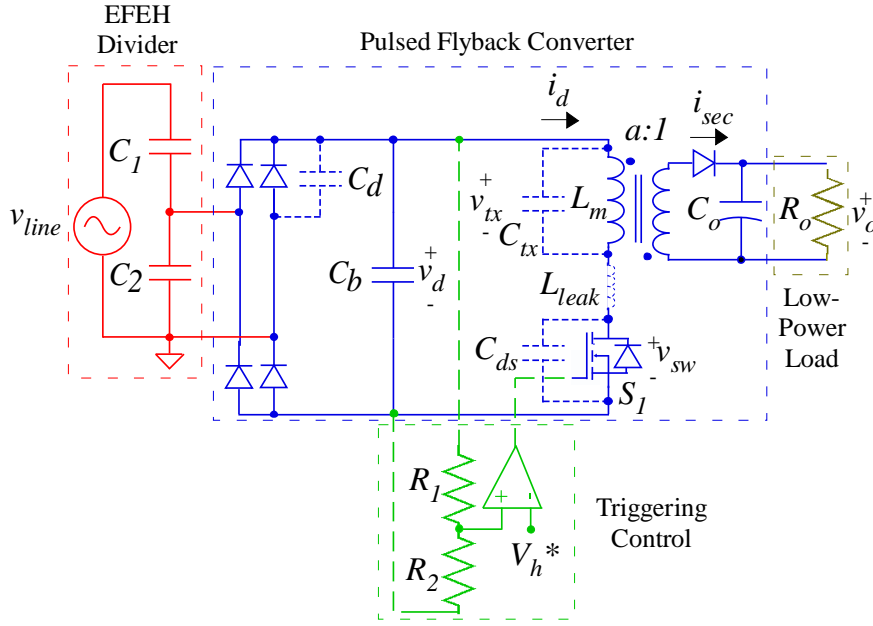 EFEH
Divider
Pulsed Flyback Converter
i_d
i_sec
a:1
C_1
C_d
v_line
+
v_tx
-
L_m
C_tx
C_o
R_o
+
v_o
-
C_2
C_b
+
v_d
-
L_leak
Low-
Power
Load
C_ds
+
v_sw
-
S_1
R_1
+
-
Triggering
Control
V_h*
R_2